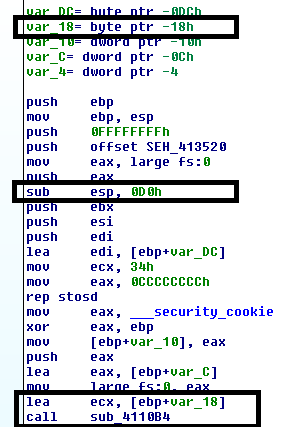 var_DC= byte ptr -0DCh
var_18= byte ptr -18h
var_10= dword ptr -10h
var_C= dword ptr -0Ch
var_4= dword ptr -4
push ebp
mov ebp, esp
push 0FFFFFFFFh
push offset SEH_413520
mov eax, large fs:0
push eax
sub esp, 0D0h
push ebx
push esi
push edi
lea edi, [ebp+var_DC]
mov ecx, 34h
mov eax, 0CCCCCCCCh
rep stosd
mov eax, ___security_cookie
xor eax, ebp
mov [ebp+var_10], eax
push eax
lea eax, [ebp+var_C]
mov large fs:0, eax
lea ecx, [ebp+var_18]
call sub_4110B4